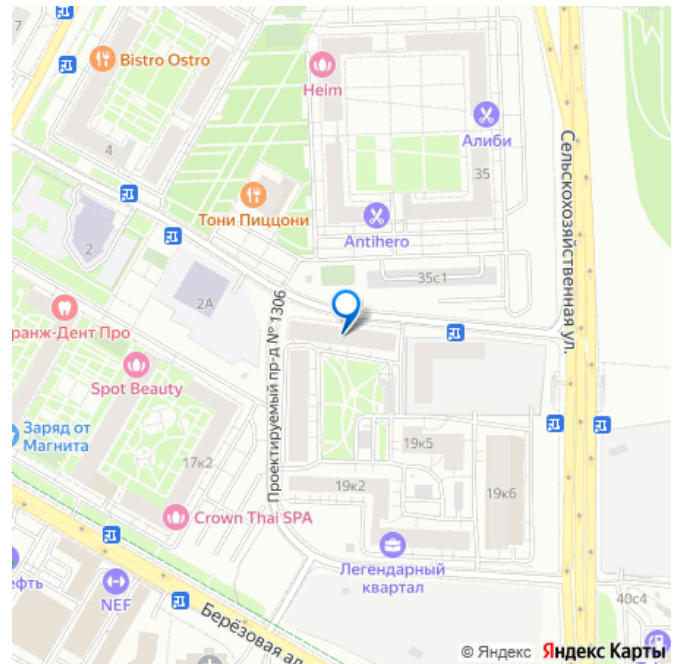 7
Bistro Ostro
Heim
Алиби
4
35
Тони Пиццони
Antihero
2
2А
35с1
Сельскохозяйственная ул.
Проектируемый пр-д № 1306
ранж-Дент Про
Spot Beauty
Заряд от
Магнита
17к2
19к5
19к2
19к6
Crown Thai SPA
Легендарный
квартал
ефть
NEF
Берёзовая ал
40с4
© Яндекс Яндекс Карты